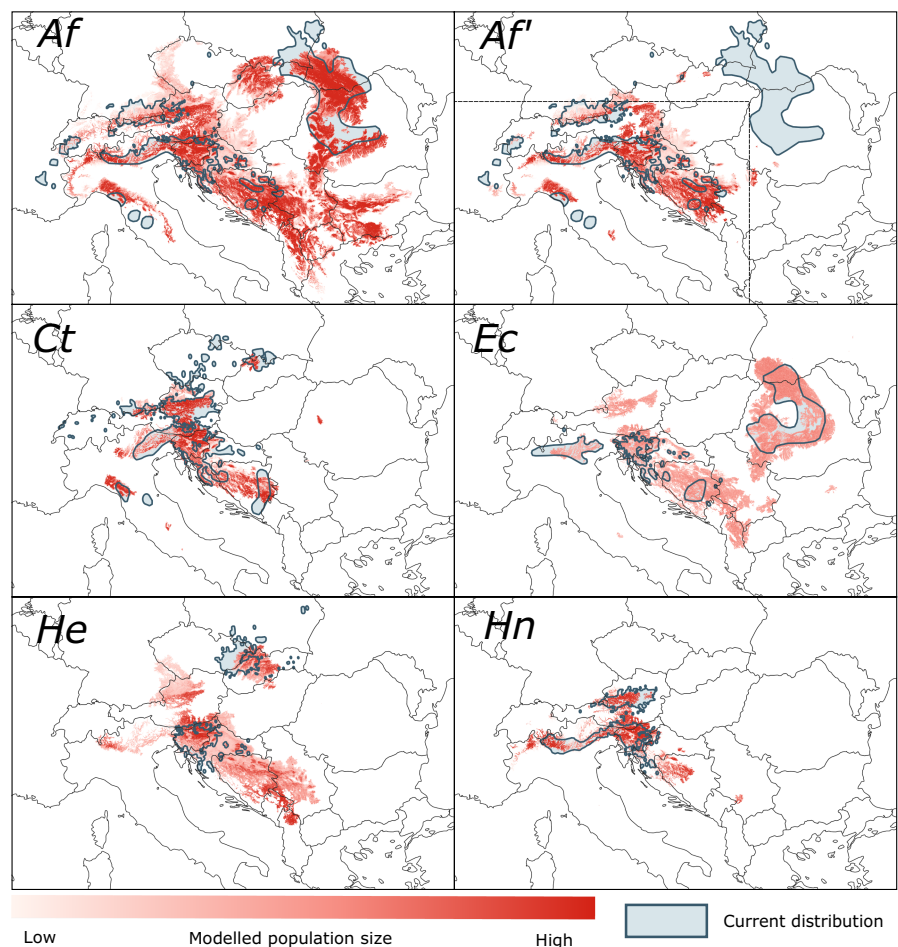 Af
Af'
Ct
Ec
He
Hn
Low
Modelled population size
High
Current distribution